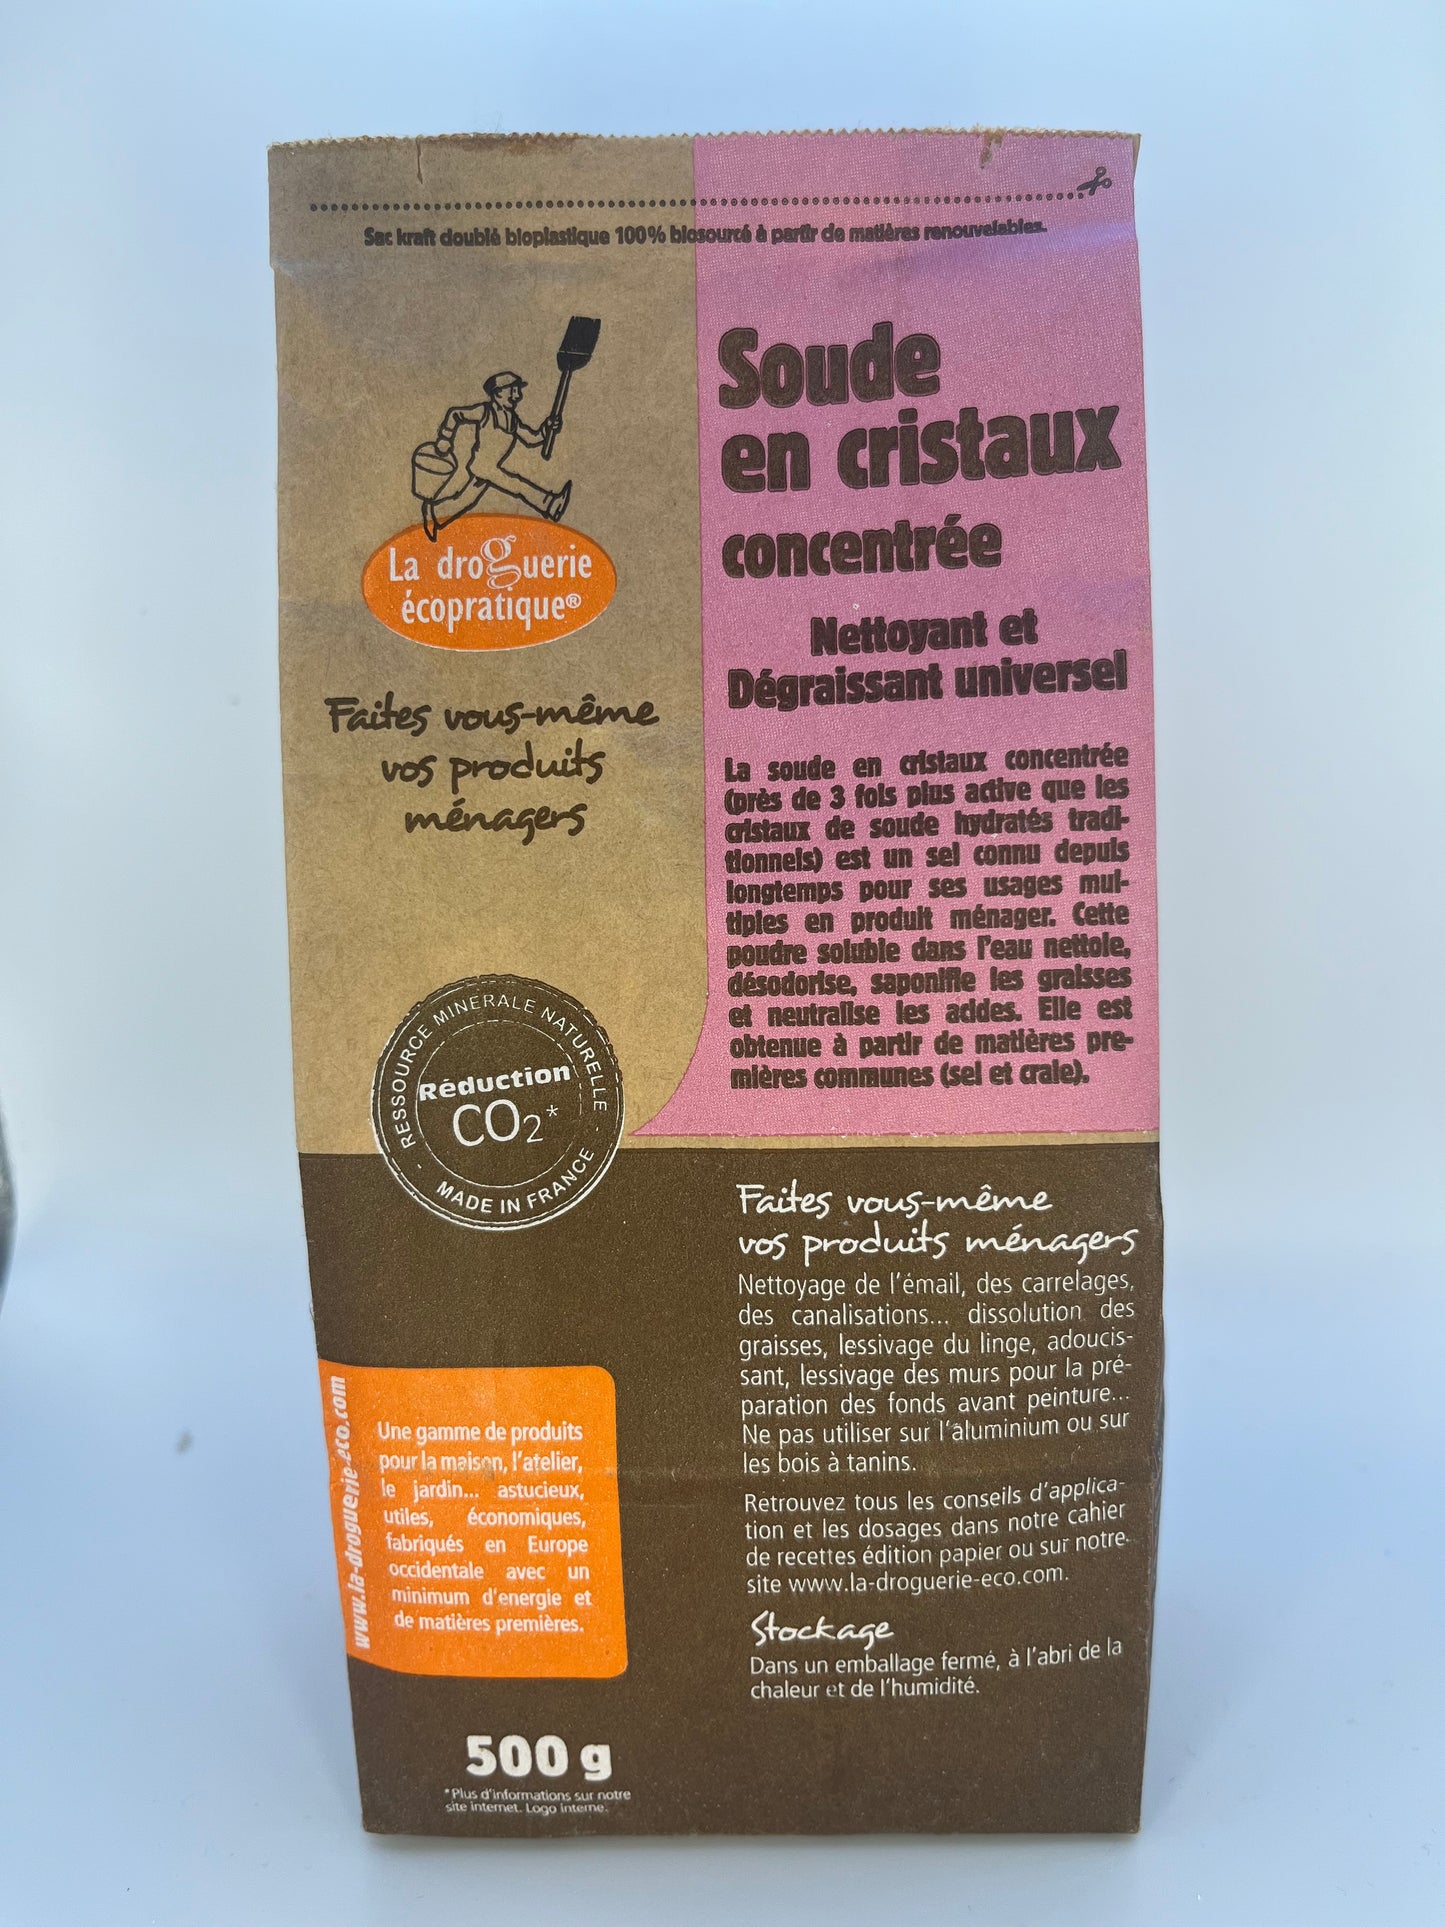 Sac kraft doublé bioplastique 100% biosourcé à partir de matières renouvelables.
La droguerie
écopratique®
Faites vous-même
vos produits
ménagers
Soude
en cristaux
concentrée
Nettoyant et
Dégraissant universel
La soude en cristaux concentrée
(près de 3 fois plus active que les
cristaux de soude hydratés tradi-
tionnels) est un sel connu depuis
longtemps pour ses usages mul-
tiples en produit ménager. Cette
poudre soluble dans l'eau nettoie,
désodorise, saponifie les graisses
et neutralise les acides. Elle est
obtenue à partir de matières pre-
mières communes (sel et craie).
RESSOURCE MINERALE NATURELLE
Réduction
CO2*
- MADE IN FRANCE -
Faites vous-même
vos produits ménagers
Nettoyage de l'émail, des carrelages,
des canalisations... dissolution des
graisses, lessivage du linge, adoucis-
sant, lessivage des murs pour la pré-
paration des fonds avant peinture...
Ne pas utiliser sur l'aluminium ou sur
les bois à tanins.
Retrouvez tous les conseils d'applica-
tion et les dosages dans notre cahier
de recettes édition papier ou sur notre
site www.la-droguerie-eco.com.
Stockage
Dans un emballage fermé, à l'abri de la
chaleur et de l'humidité.
www.la-droguerie-eco.com
Une gamme de produits
pour la maison, l'atelier,
le jardin... astucieux,
utiles, économiques,
fabriqués en Europe
occidentale avec un
minimum d'energie et
de matières premières.
500 g
*Plus d'informations sur notre
site internet. Logo interne.